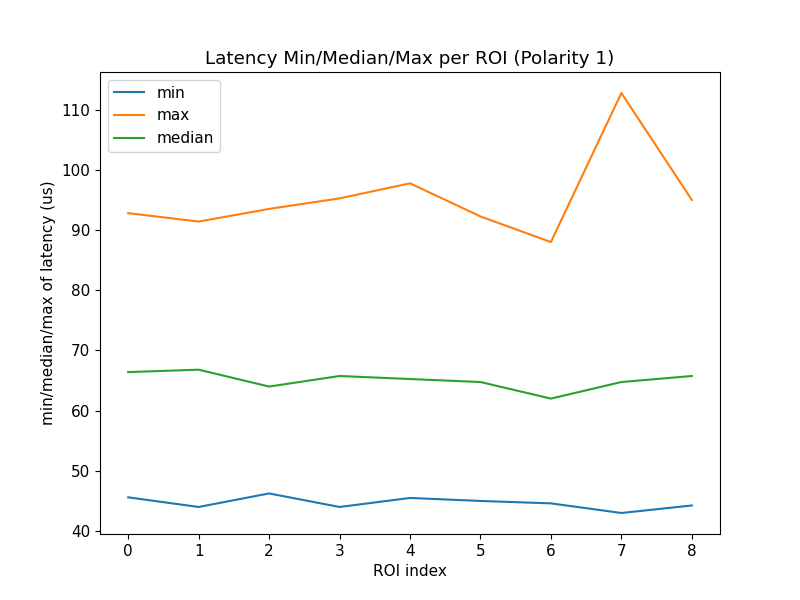 Latency Min/Median/Max per ROI (Polarity 1)
min
max
median
min/median/max of latency (us)
110
100
90
80
70
60
50
40
0 1 2 3 4 5 6 7 8
ROI index